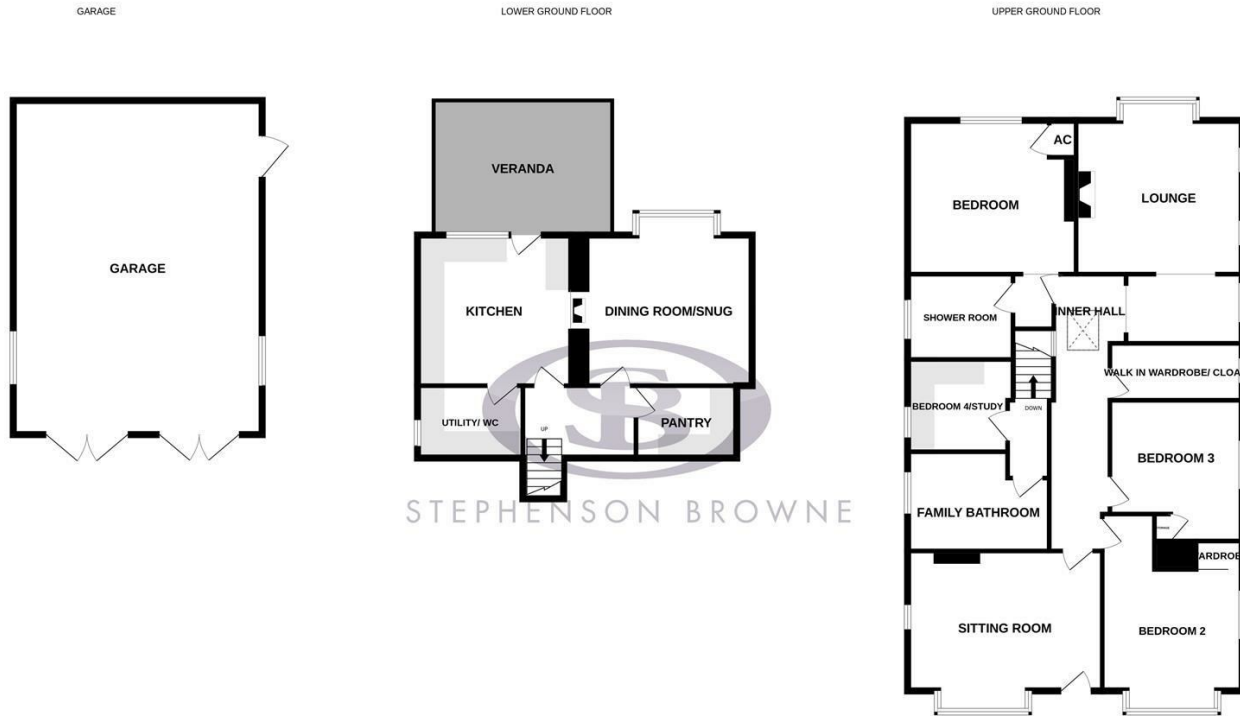 GARAGE
LOWER GROUND FLOOR
UPPER GROUND FLOOR
GARAGE
VERANDA
KITCHEN
DINING ROOM/SNUG
UTILITY/ WC
UP
PANTRY
SB
STEPHENSON BROWNE
AC
BEDROOM
LOUNGE
SHOWER ROOM
INNER HALL
WALK IN WARDROBE/ CLOA
BEDROOM 4/STUDY
DOWN
BEDROOM 3
FAMILY BATHROOM
ARDROBE
SITTING ROOM
BEDROOM 2